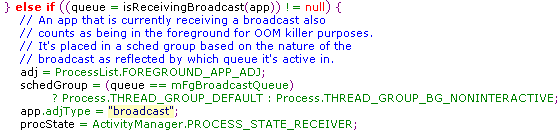 } else if ((queue = isReceivingBroadcast(app)) != null) {
// An app that is currently receiving a broadcast also
// counts as being in the foreground for OOM killer purposes.
// It's placed in a sched group based on the nature of the
// broadcast as reflected by which queue it's active in.
adj = ProcessList.FOREGROUND_APP_ADJ;
schedGroup = (queue == mFgBroadcastQueue)
? Process.THREAD_GROUP_DEFAULT : Process.THREAD_GROUP_BG_NONINTERACTIVE;
app.adjType = "broadcast";
procState = ActivityManager.PROCESS_STATE_RECEIVER;